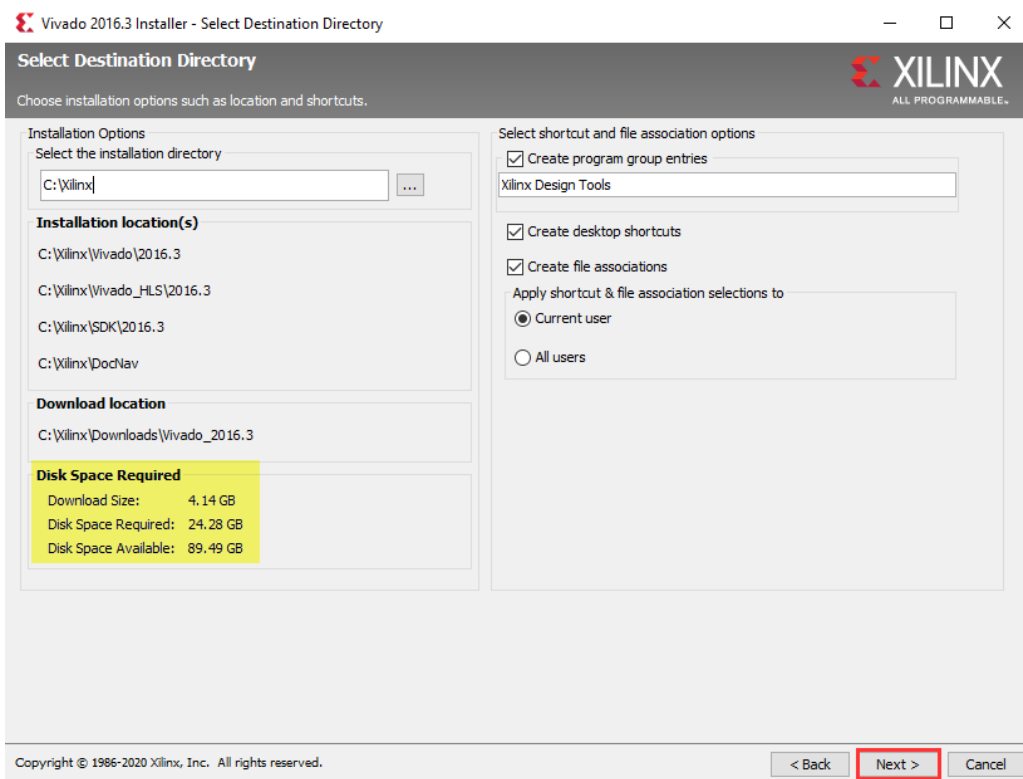 Vivado 2016.3 Installer - Select Destination Directory
Select Destination Directory
Choose installation options such as location and shortcuts.
XILINX
ALL PROGRAMMABLE™
Installation Options
Select the installation directory
C:\Xilinx
...
Installation location(s)
C:\Xilinx\Vivado\2016.3
C:\Xilinx\Vivado_HLS\2016.3
C:\Xilinx\SDK\2016.3
C:\Xilinx\DocNav
Download location
C:\Xilinx\Downloads\Vivado_2016.3
Disk Space Required
Download Size: 4.14 GB
Disk Space Required: 24.28 GB
Disk Space Available: 89.49 GB
Select shortcut and file association options
Create program group entries
Xilinx Design Tools
Create desktop shortcuts
Create file associations
Apply shortcut & file association selections to
Current user
All users
Copyright © 1986-2020 Xilinx, Inc. All rights reserved.
< Back
Next >
Cancel